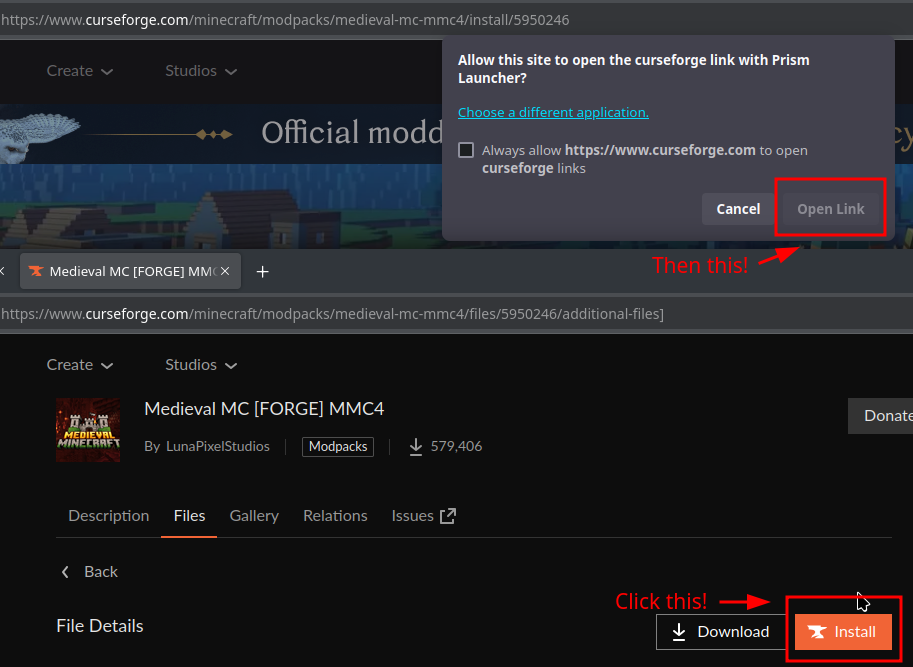 https://www.curseforge.com/minecraft/modpacks/medieval-mc-mmc4/install/5950246
Create Studios
Allow this site to open the curseforge link with Prism
Launcher?
Choose a different application.
Official modd
cy
Always allow https://www.curseforge.com to open
curseforge links
Cancel Open Link
Then this!
Medieval MC [FORGE] MM
https://www.curseforge.com/minecraft/modpacks/medieval-mc-mmc4/files/5950246/additional-files]
Create Studios
MEDIEVAL
MINECRAFT
Medieval MC [FORGE] MMC4
Donate
By LunaPixelStudios Modpacks 579,406
Description Files Gallery Relations Issues
Back
Click this!
File Details
Download Install